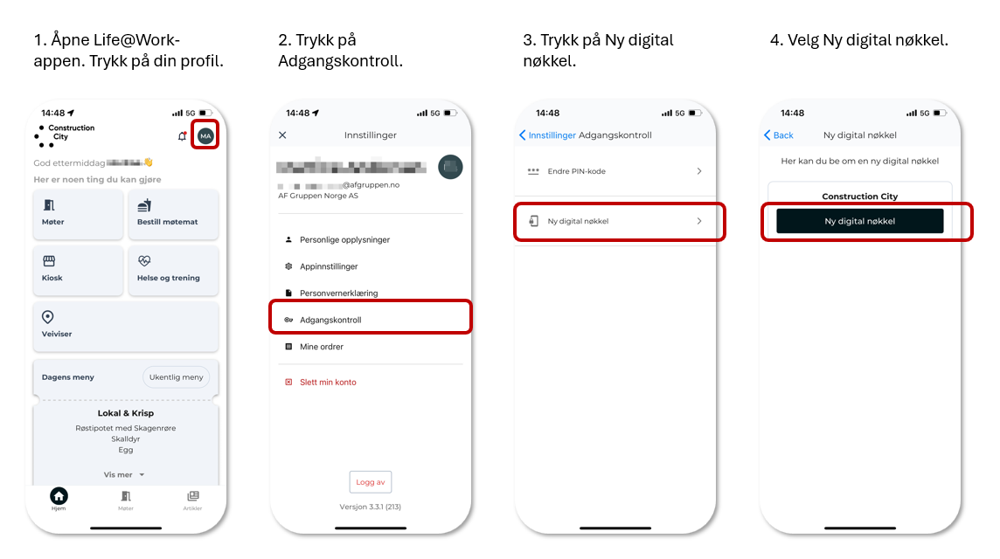 1. Åpne Life@Work-
appen. Trykk på din profil.
2. Trykk på
Adgangskontroll.
3. Trykk på Ny digital
nøkkel.
4. Velg Ny digital nøkkel.
14:48
5G
Construction
City
MA
God ettermiddag
Her er noen ting du kan gjøre
Møter
Bestill møtemat
Kiosk
Helse og trening
Veiviser
Dagens meny
Ukentlig meny
Lokal & Krisp
Røstipotet med Skagenrøre
Skalldyr
Egg
Vis mer
Hjem
Møter
Artikler
14:48
5G
Innstillinger
@afgruppen.no
AF Gruppen Norge AS
Personlige opplysninger
Appinnstillinger
Personvernerklæring
Adgangskontroll
Mine ordrer
Slett min konto
Logg av
Versjon 3.3.1 (213)
14:48
5G
Innstillinger Adgangskontroll
Endre PIN-kode
Ny digital nøkkel
14:48
5G
Back
Ny digital nøkkel
Her kan du be om en ny digital nøkkel
Construction City
Ny digital nøkkel